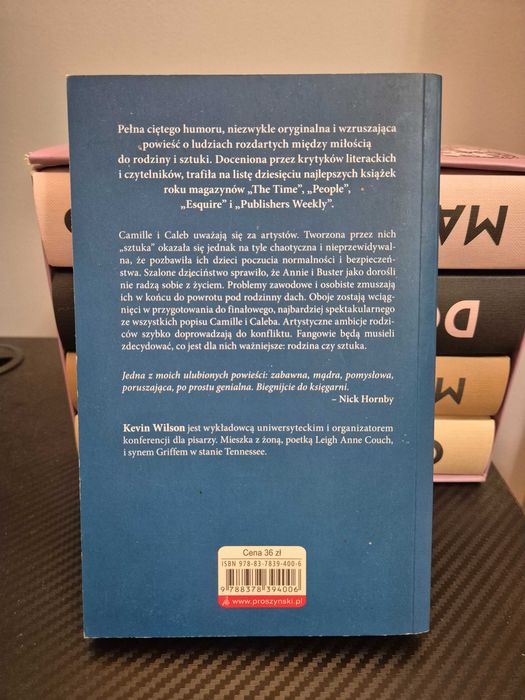 Pełna ciętego humoru, niezwykle oryginalna i wzruszająca
powieść o ludziach rozdartych między miłością
do rodziny i sztuki. Doceniona przez krytyków literackich
i czytelników, trafiła na listę dziesięciu najlepszych książek
roku magazynów „The Time”, „People”,
„Esquire” i „Publishers Weekly”.
Camille i Caleb uważają się za artystów. Tworzona przez nich
„sztuka” okazała się jednak na tyle chaotyczna i nieprzewidywal-
na, że pozbawiła ich dzieci poczucia normalności i bezpieczeń-
stwa. Szalone dzieciństwo sprawiło, że Annie i Buster jako dorośli
nie radzą sobie z życiem. Problemy zawodowe i osobiste zmuszają
ich w końcu do powrotu pod rodzinny dach. Oboje zostają wcią-
gnięci w przygotowania do finałowego, najbardziej spektakularnego
ze wszystkich popisu Camille i Caleba. Artystyczne ambicje rodzi-
ców szybko doprowadzają do konfliktu. Fangowie będą musieli
zdecydować, co jest dla nich ważniejsze: rodzina czy sztuka.
Jedna z moich ulubionych powieści: zabawna, mądra, pomysłowa,
poruszająca, po prostu genialna. Biegnijcie do księgarni.
– Nick Hornby
Kevin Wilson jest wykładowcą uniwersyteckim i organizatorem
konferencji dla pisarzy. Mieszka z żoną, poetką Leigh Anne Couch,
i synem Griffem w stanie Tennessee.
Cena 36 zł
ISBN 978-83-7839-400-6
9 788378 394006
www.proszynski.pl
MA
DO